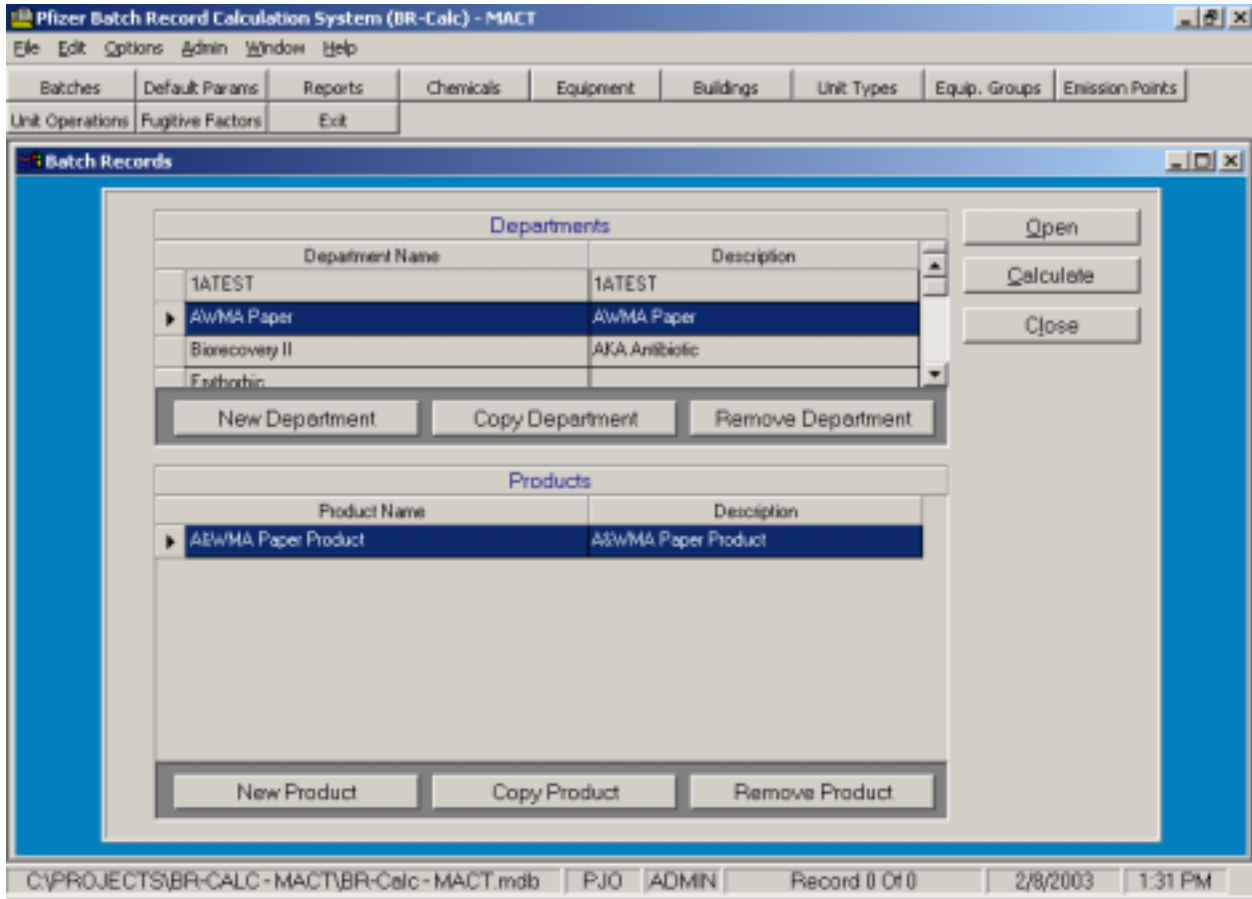 Pfizer Batch Record Calculation System (BR-Calc) - MACT
File Edit Options Admin Window Help
Batches Default Params Reports Chemicals Equipment Buildings Unit Types Equip. Groups Emission Points
Unit Operations Fugitive Factors Exit
Batch Records
Departments
Department Name Description
1ATEST 1ATEST
AWMA Paper AWMA Paper
Biorecovery II AKA Antibiotic
New Department Copy Department Remove Department
Products
Product Name Description
A&WMA Paper Product A&WMA Paper Product
New Product Copy Product Remove Product
Open
Calculate
Close
C:\PROJECTS\BR-CALC - MACT\BR-Calc - MACT.mdb PJO ADMIN Record 0 Of 0 2/8/2003 1:31 PM